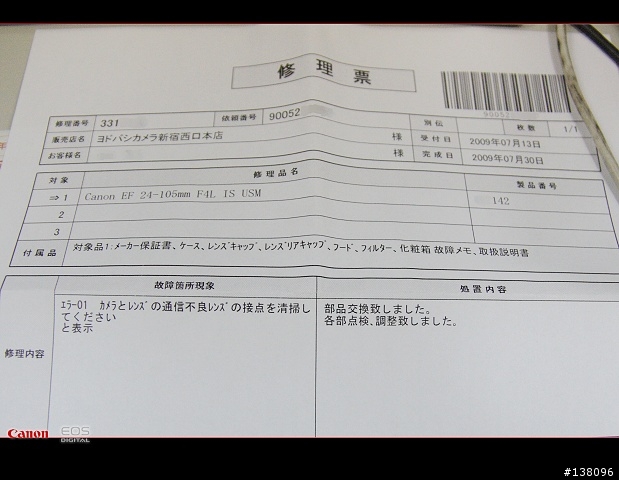 修理票
修理番号 331 依頼番号 90052 別伝 枚数 1/1
販売店名 ヨドバシカメラ新宿西口本店 様 受付日 2009年07月13日
お客様名 様 完成日 2009年07月30日
対象 修理品名 製品番号
⇒1 Canon EF 24-105mm F4L IS USM 142
2
3
付属品 対象品1:メーカー保証書、ケース、レンズキャップ、レンズリアキャップ、フード、フィルター、化粧箱 故障メモ、取扱説明書
故障箇所現象 処置内容
修理内容
ｴﾗｰ01 ｶﾒﾗとﾚﾝｽﾞの通信不良ﾚﾝｽﾞの接点を清掃し
てください
と表示
部品交換致しました。
各部点検、調整致しました。
Canon EOS
DIGITAL
#138096